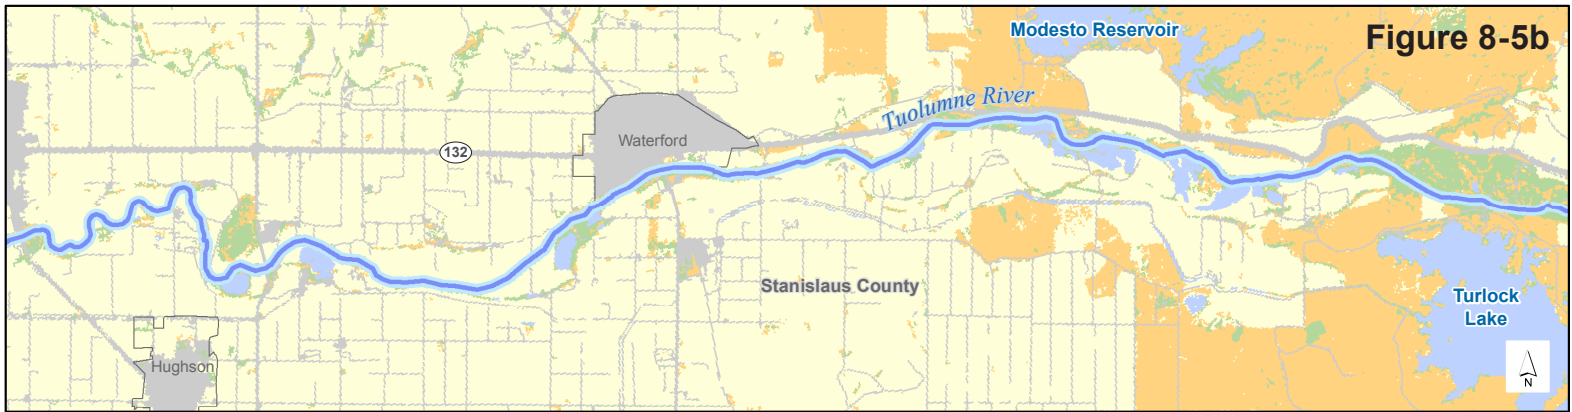 Modesto Reservoir
Figure 8-5b
Tuolumne River
Waterford
132
Stanislaus County
Turlock
Lake
Hughson
N